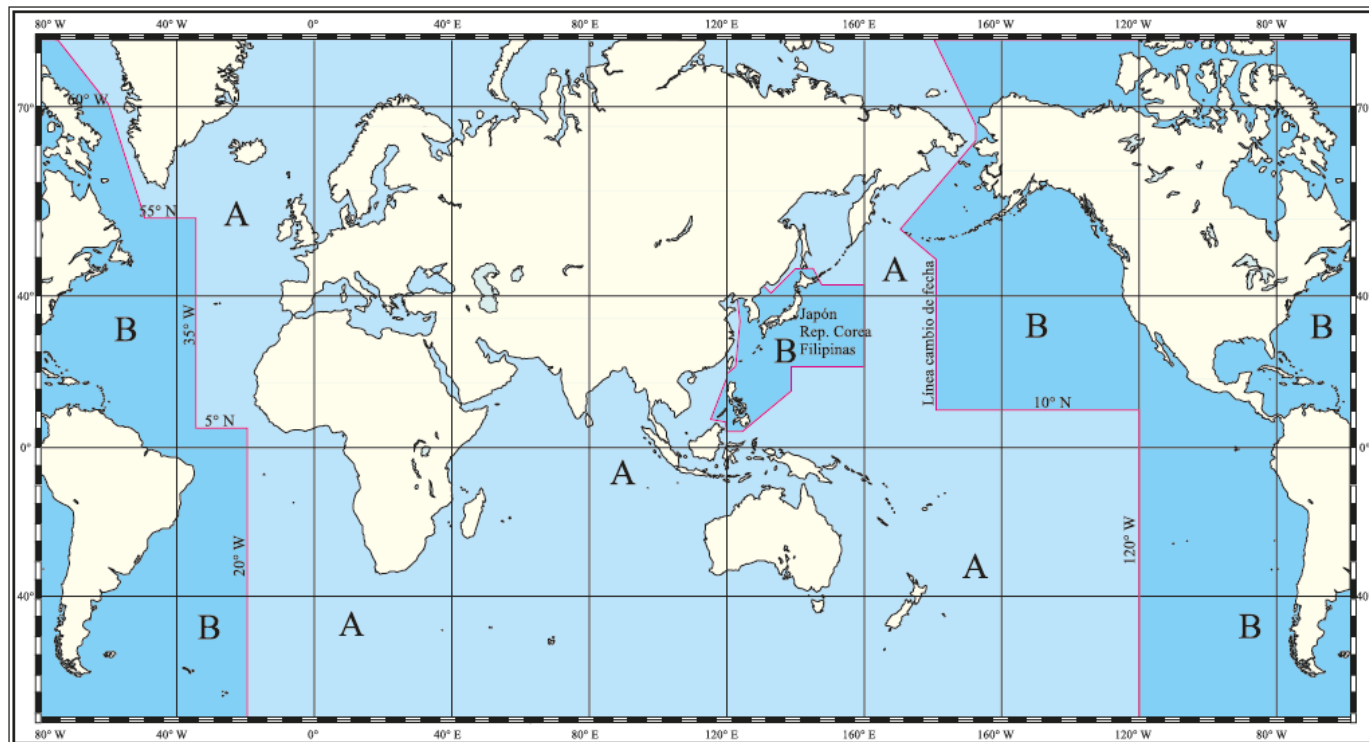 80° W 40° W 0° 40° E 80° E 120° E 160° E 160° W 120° W 80° W
60° W
70° 70°
55° N
A
A
40° 40°
B
35° W
Japón
Rep. Corea
Filipinas
B
Línea cambio de fecha
B
B
10° N
5° N
0° 0°
A
20° W
120° W
A
40° 40°
B
A
B
80° W 40° W 0° 40° E 80° E 120° E 160° E 160° W 120° W 80° W